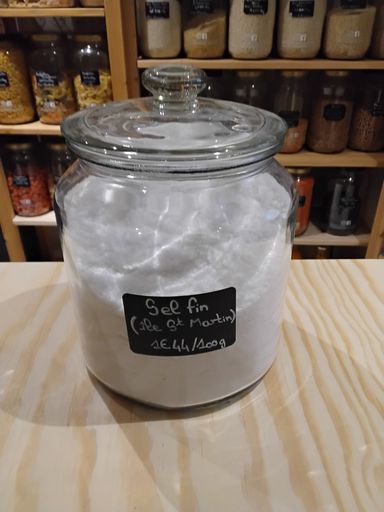 Sel fin
(île St Martin)
1€44/100g